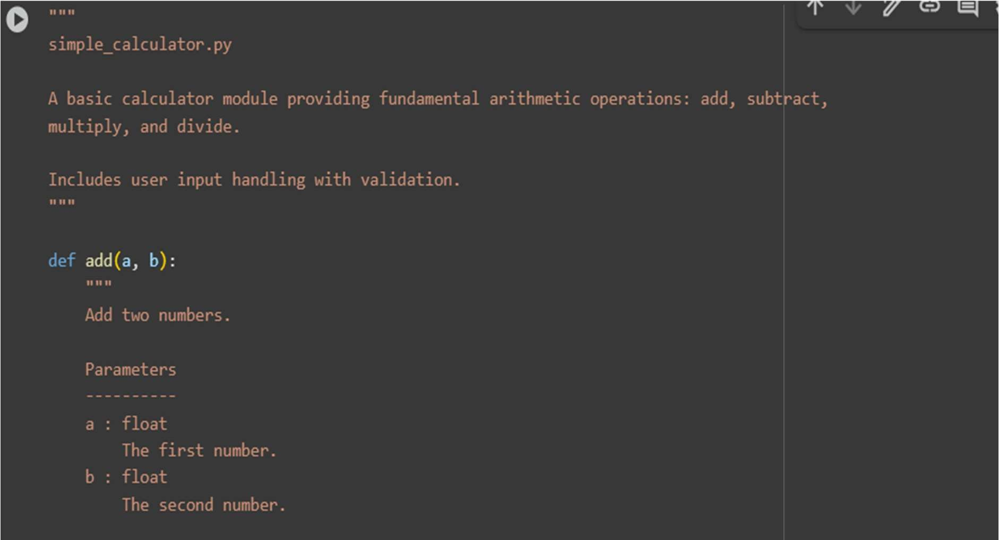 """
simple_calculator.py

A basic calculator module providing fundamental arithmetic operations: add, subtract,
multiply, and divide.

Includes user input handling with validation.
"""

def add(a, b):
    """
    Add two numbers.

    Parameters
    ----------
    a : float
        The first number.
    b : float
        The second number.